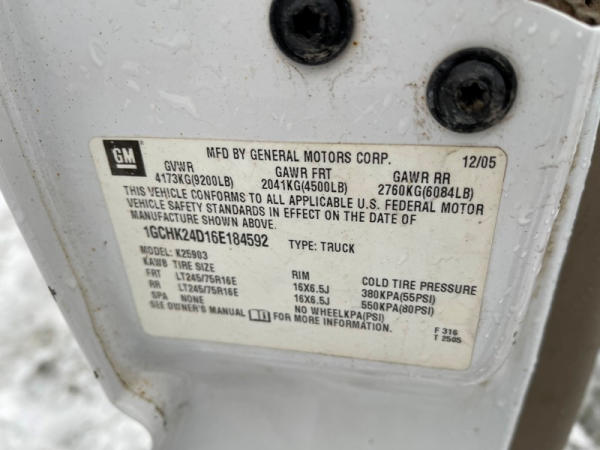 GM
MFD BY GENERAL MOTORS CORP. 12/05
GVWR GAWR FRT GAWR RR
4173KG(9200LB) 2041KG(4500LB) 2760KG(6084LB)
THIS VEHICLE CONFORMS TO ALL APPLICABLE U.S. FEDERAL MOTOR
VEHICLE SAFETY STANDARDS IN EFFECT ON THE DATE OF
MANUFACTURE SHOWN ABOVE.
1GCHK24D16E184592 TYPE: TRUCK
MODEL: K25903
KAWB TIRE SIZE RIM COLD TIRE PRESSURE
FRT LT245/75R16E 16X6.5J 380KPA(55PSI)
RR LT245/75R16E 16X6.5J 550KPA(80PSI)
SPA NONE NO WHEELKPA(PSI)
SEE OWNER'S MANUAL FOR MORE INFORMATION.
F 316
T 2505